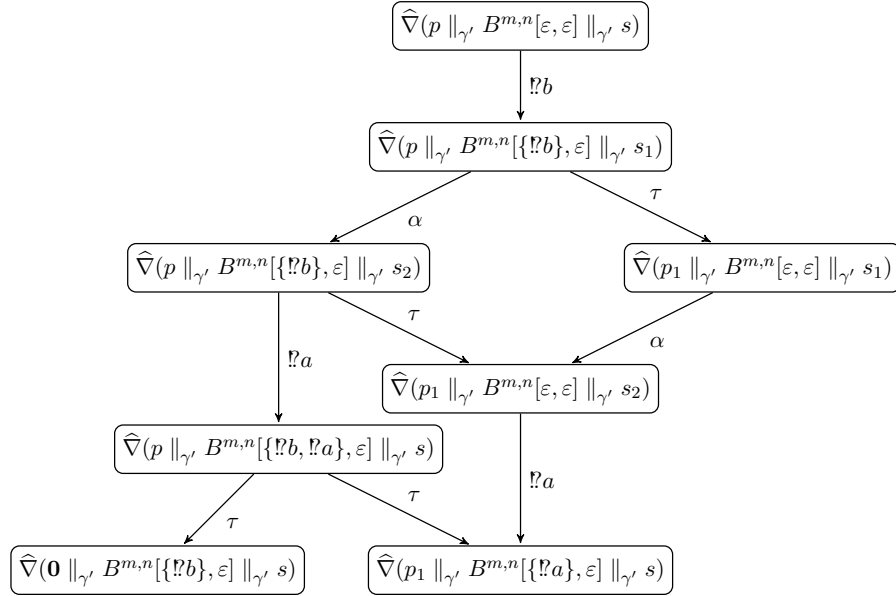 ∇̂(p ∥γ′ B^{m,n}[ε, ε] ∥γ′ s)
!?b
∇̂(p ∥γ′ B^{m,n}[{!?b}, ε] ∥γ′ s₁)
α τ
∇̂(p ∥γ′ B^{m,n}[{!?b}, ε] ∥γ′ s₂) ∇̂(p₁ ∥γ′ B^{m,n}[ε, ε] ∥γ′ s₁)
τ α
!?a
∇̂(p₁ ∥γ′ B^{m,n}[ε, ε] ∥γ′ s₂)
∇̂(p ∥γ′ B^{m,n}[{!?b, !?a}, ε] ∥γ′ s)
!?a
τ τ
∇̂(𝟎 ∥γ′ B^{m,n}[{!?b}, ε] ∥γ′ s) ∇̂(p₁ ∥γ′ B^{m,n}[{!?a}, ε] ∥γ′ s)